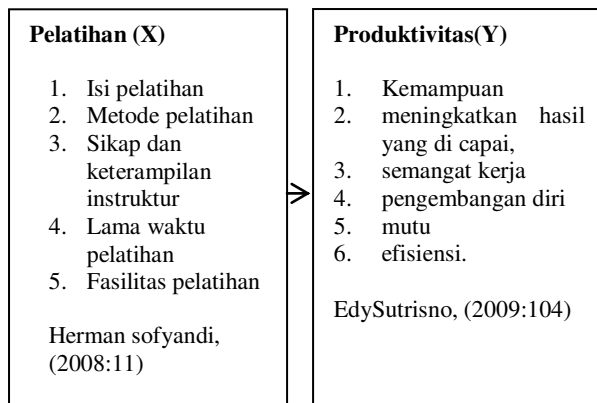 Pelatihan (X)
1. Isi pelatihan
2. Metode pelatihan
3. Sikap dan
keterampilan
instruktur
4. Lama waktu
pelatihan
5. Fasilitas pelatihan
Herman sofyandi,
(2008:11)
Produktivitas(Y)
1. Kemampuan
2. meningkatkan hasil
yang di capai,
3. semangat kerja
4. pengembangan diri
5. mutu
6. efisiensi.
EdySutrisno, (2009:104)